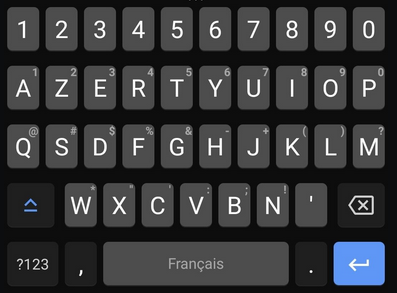 1 2 3 4 5 6 7 8 9 0
A 1 Z 2 E 3 R 4 T 5 Y 6 U 7 I 8 O 9 P 0
Q @ S # D $ F % G & H - J + K ( L ) M ?
W * X " C ' V : B ; N ! '
?123 , Français .